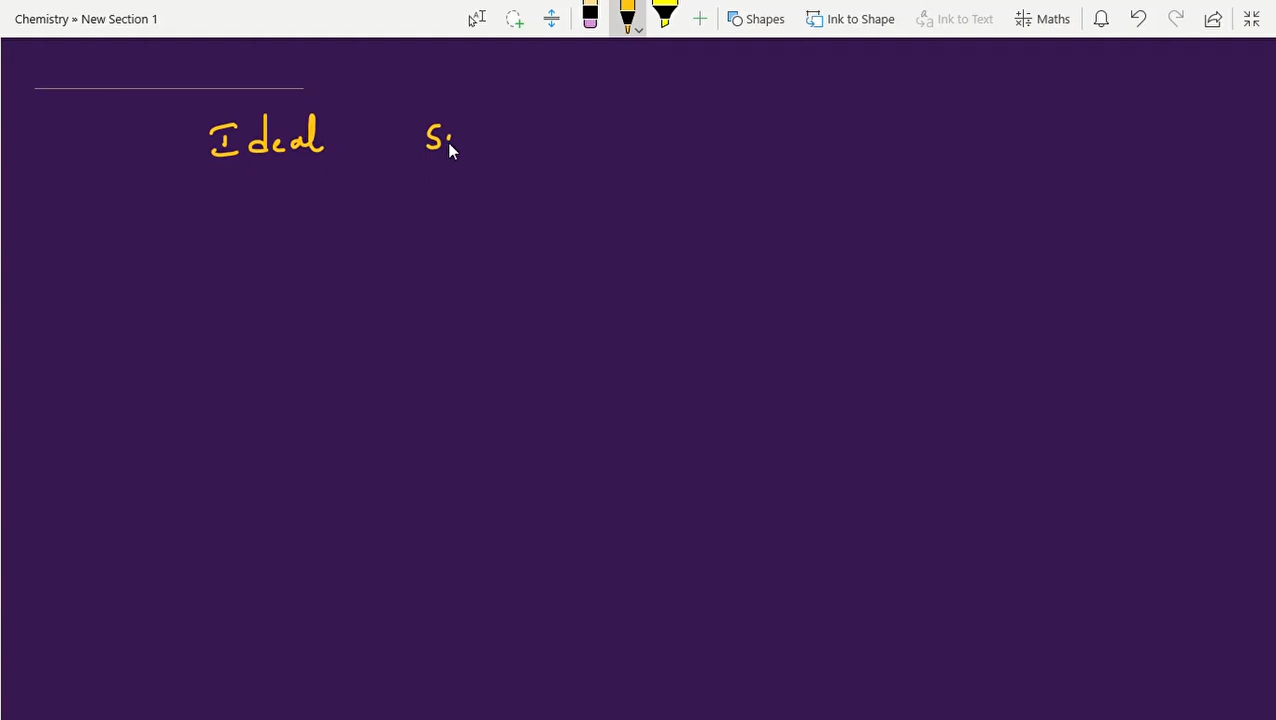 Chemistry » New Section 1
Shapes
Ink to Shape
Ink to Text
Maths
Ideal S